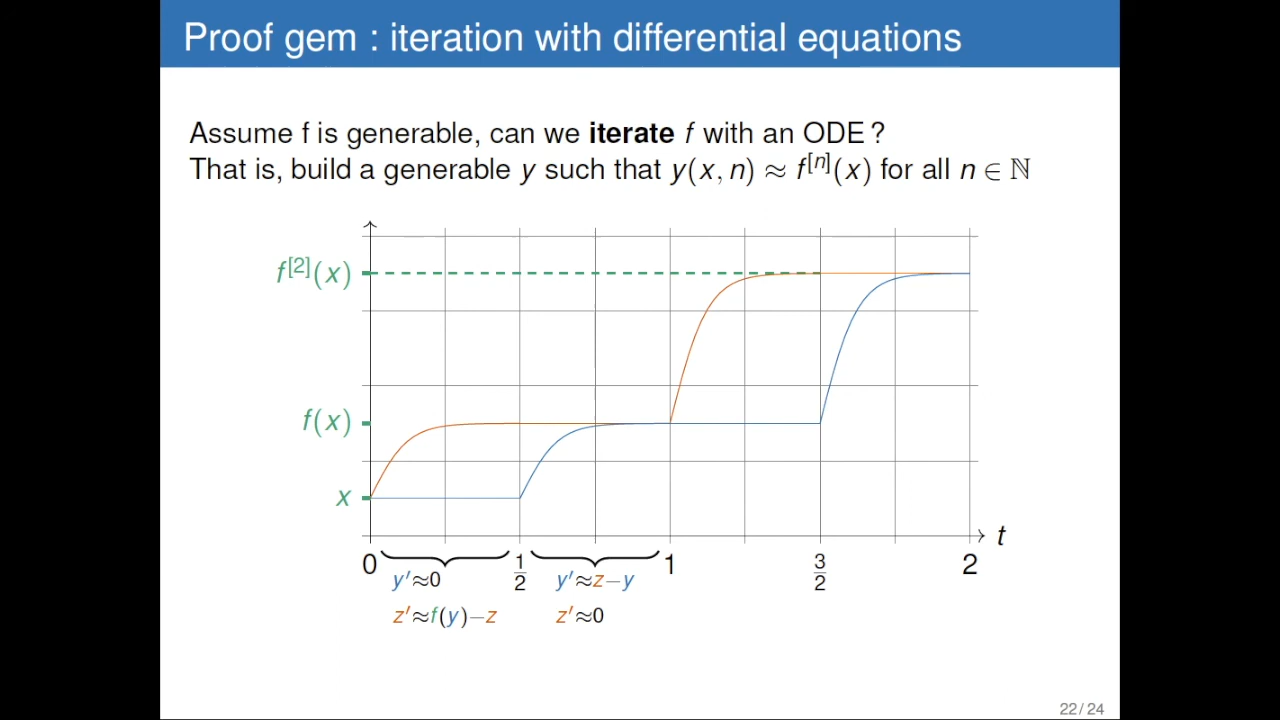 Proof gem : iteration with differential equations
Assume f is generable, can we iterate f with an ODE ?
That is, build a generable y such that y(x, n) ≈ f^[n](x) for all n ∈ ℕ
f^[2](x)
f(x)
x
t
0 1/2 1 3/2 2
y′≈0 y′≈z−y
z′≈f(y)−z z′≈0
22/24